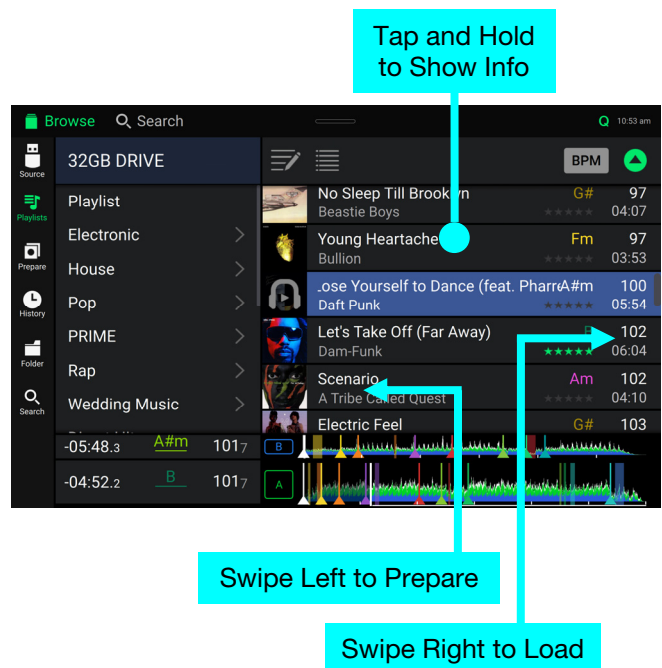 Tap and Hold
to Show Info
Browse
Search
Q 10:53 am
Source
32GB DRIVE
BPM
Playlists
Prepare
History
Folder
Search
Playlist
Electronic
House
Pop
PRIME
Rap
Wedding Music
No Sleep Till Brooklyn G# 97
Beastie Boys 04:07
Young Heartache Fm 97
Bullion 03:53
Lose Yourself to Dance (feat. Pharre A#m 100
Daft Punk 05:54
Let's Take Off (Far Away) B 102
Dam-Funk 06:04
Scenario Am 102
A Tribe Called Quest 04:10
Electric Feel G# 103
-05:48.3 A#m 101.7 B
-04:52.2 B 101.7 A
Swipe Left to Prepare
Swipe Right to Load